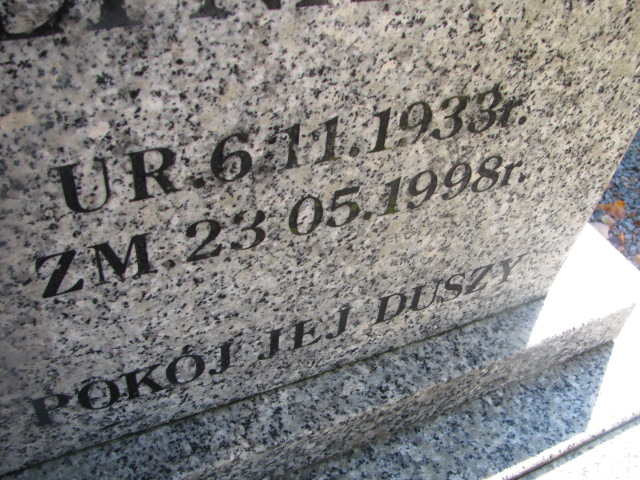 UR.6.11.1933r.
ZM.23 05.1998r.
POKÓJ JEJ DUSZY